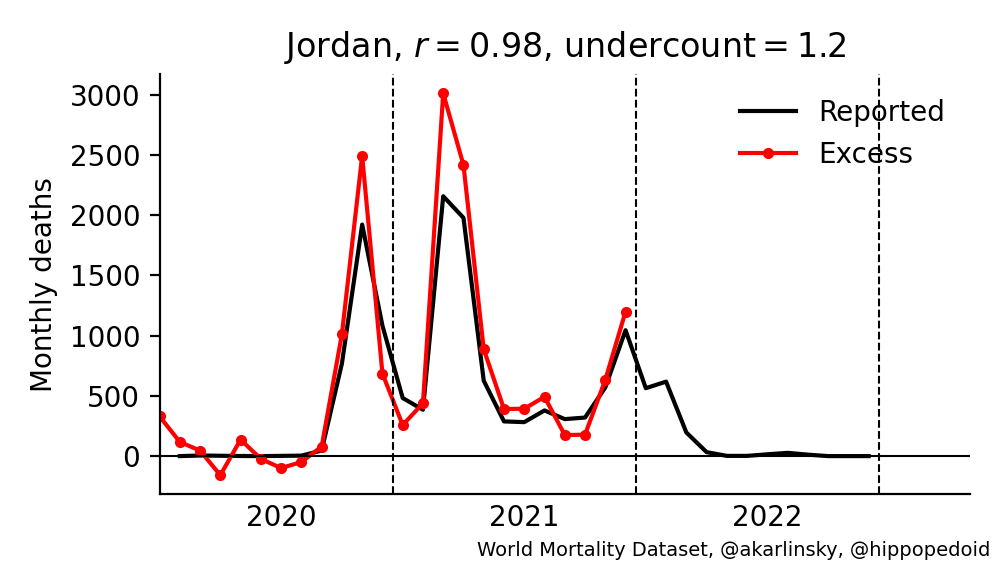 Jordan, r = 0.98, undercount = 1.2
3000
2500
2000
1500
1000
500
0
Monthly deaths
Reported
Excess
2020 2021 2022
World Mortality Dataset, @akarlinsky, @hippopedoid